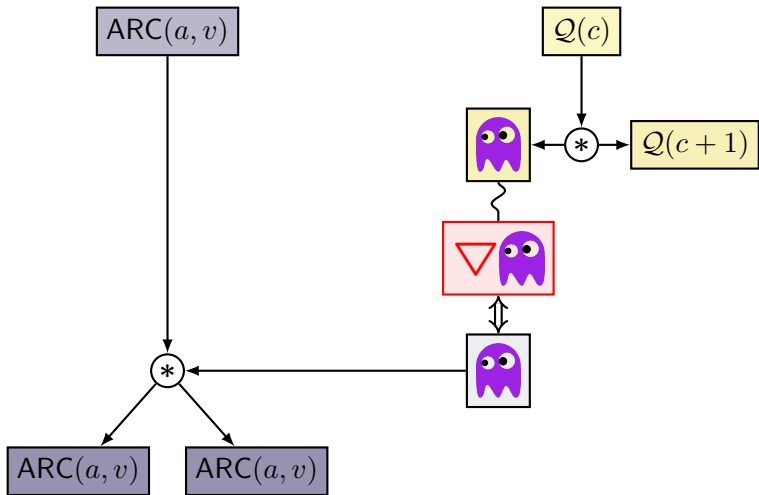 ARC(a, v)
𝒬(c)
*
𝒬(c + 1)
*
ARC(a, v)
ARC(a, v)